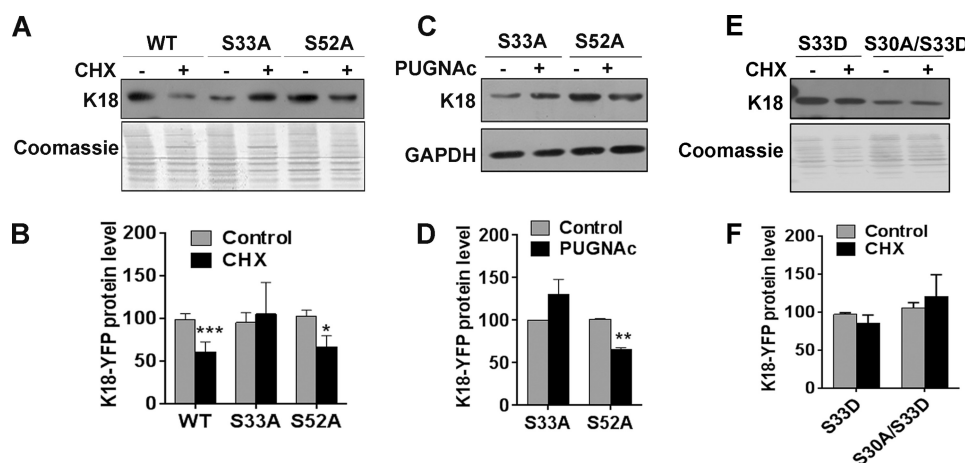 A
WT S33A S52A
CHX - + - + - +
K18
Coomassie
B
K18-YFP protein level
200
150
100
50
0
Control
CHX
***
*
WT S33A S52A
C
S33A S52A
PUGNAc - + - +
K18
GAPDH
D
K18-YFP protein level
200
150
100
50
0
Control
PUGNAc
**
S33A S52A
E
S33D S30A/S33D
CHX - + - +
K18
Coomassie
F
K18-YFP protein level
200
150
100
50
0
Control
CHX
S33D
S30A/S33D